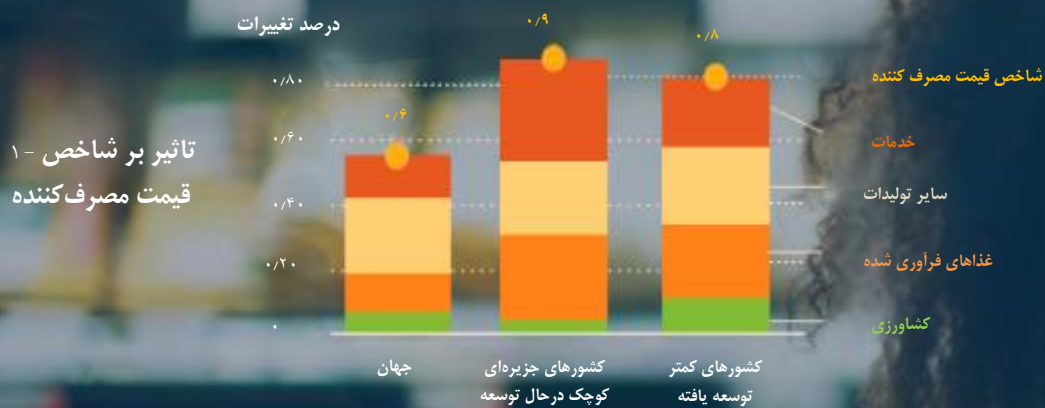 درصد تغییرات
۰/۹
۰/۸
۰/۶
۰/۸۰
۰/۶۰
۰/۴۰
۰/۲۰
۰
تاثیر بر شاخص -۱
قیمت مصرف‌کننده
شاخص قیمت مصرف کننده
خدمات
سایر تولیدات
غذاهای فرآوری شده
کشاورزی
کشورهای کمتر
توسعه یافته
کشورهای جزیره‌ای
کوچک درحال توسعه
جهان